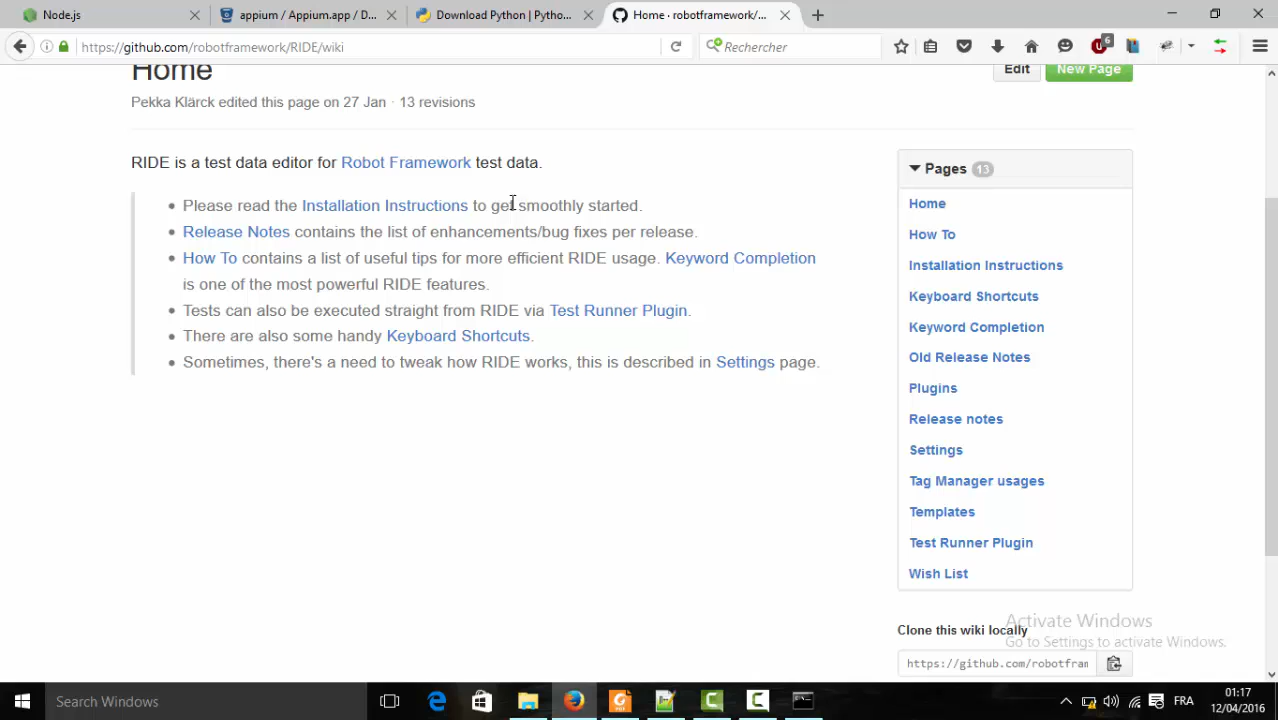 Node.js
appium / Appium.app / D...
Download Python | Pytho...
Home · robotframework/...
https://github.com/robotframework/RIDE/wiki
Rechercher
6
Home
Edit
New Page
Pekka Klärck edited this page on 27 Jan · 13 revisions
RIDE is a test data editor for Robot Framework test data.
Please read the Installation Instructions to get smoothly started.
Release Notes contains the list of enhancements/bug fixes per release.
How To contains a list of useful tips for more efficient RIDE usage. Keyword Completion
is one of the most powerful RIDE features.
Tests can also be executed straight from RIDE via Test Runner Plugin.
There are also some handy Keyboard Shortcuts.
Sometimes, there's a need to tweak how RIDE works, this is described in Settings page.
Pages 13
Home
How To
Installation Instructions
Keyboard Shortcuts
Keyword Completion
Old Release Notes
Plugins
Release notes
Settings
Tag Manager usages
Templates
Test Runner Plugin
Wish List
Clone this wiki locally
https://github.com/robotfram
Activate Windows
Go to Settings to activate Windows.
Search Windows
FRA
01:17
12/04/2016